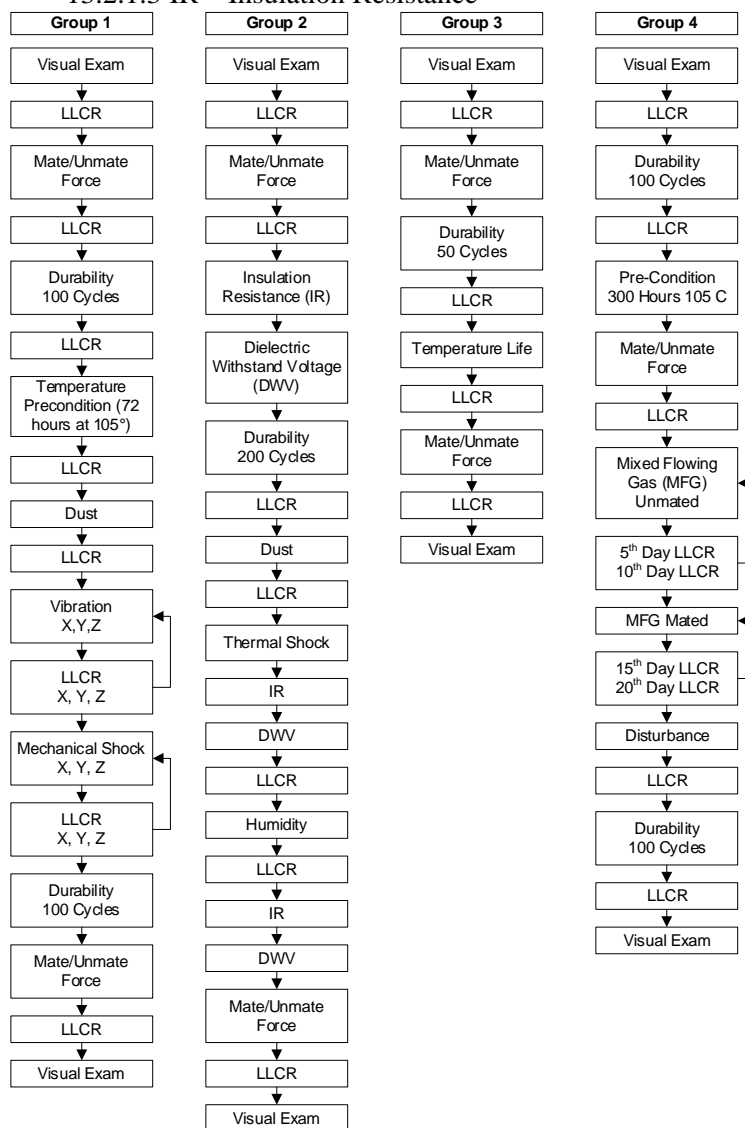 13.2.1.3 IR – Insulation Resistance
Group 1
Visual Exam
LLCR
Mate/Unmate
Force
LLCR
Durability
100 Cycles
LLCR
Temperature
Precondition (72
hours at 105°)
LLCR
Dust
LLCR
Vibration
X,Y,Z
LLCR
X, Y, Z
Mechanical Shock
X, Y, Z
LLCR
X, Y, Z
Durability
100 Cycles
Mate/Unmate
Force
LLCR
Visual Exam
Group 2
Visual Exam
LLCR
Mate/Unmate
Force
LLCR
Insulation
Resistance (IR)
Dielectric
Withstand Voltage
(DWV)
Durability
200 Cycles
LLCR
Dust
LLCR
Thermal Shock
IR
DWV
LLCR
Humidity
LLCR
IR
DWV
Mate/Unmate
Force
LLCR
Visual Exam
Group 3
Visual Exam
LLCR
Mate/Unmate
Force
Durability
50 Cycles
LLCR
Temperature Life
LLCR
Mate/Unmate
Force
LLCR
Visual Exam
Group 4
Visual Exam
LLCR
Durability
100 Cycles
LLCR
Pre-Condition
300 Hours 105 C
Mate/Unmate
Force
LLCR
Mixed Flowing
Gas (MFG)
Unmated
5th Day LLCR
10th Day LLCR
MFG Mated
15th Day LLCR
20th Day LLCR
Disturbance
LLCR
Durability
100 Cycles
LLCR
Visual Exam